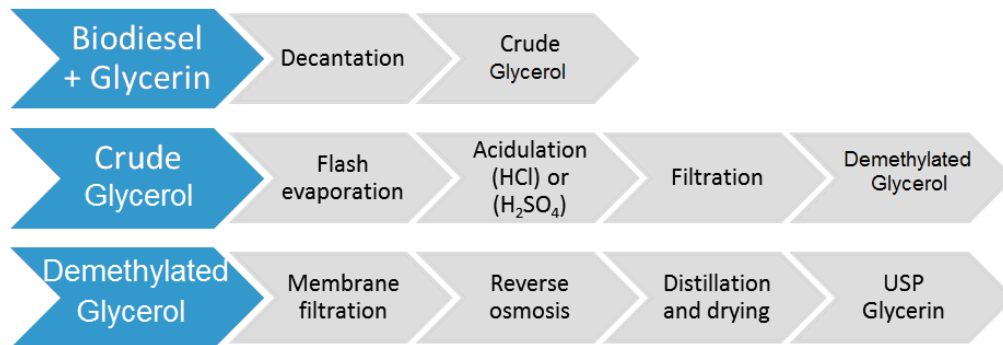 Biodiesel
+ Glycerin
Decantation
Crude
Glycerol
Crude
Glycerol
Flash
evaporation
Acidulation
(HCl) or
(H₂SO₄)
Filtration
Demethylated
Glycerol
Demethylated
Glycerol
Membrane
filtration
Reverse
osmosis
Distillation
and drying
USP
Glycerin